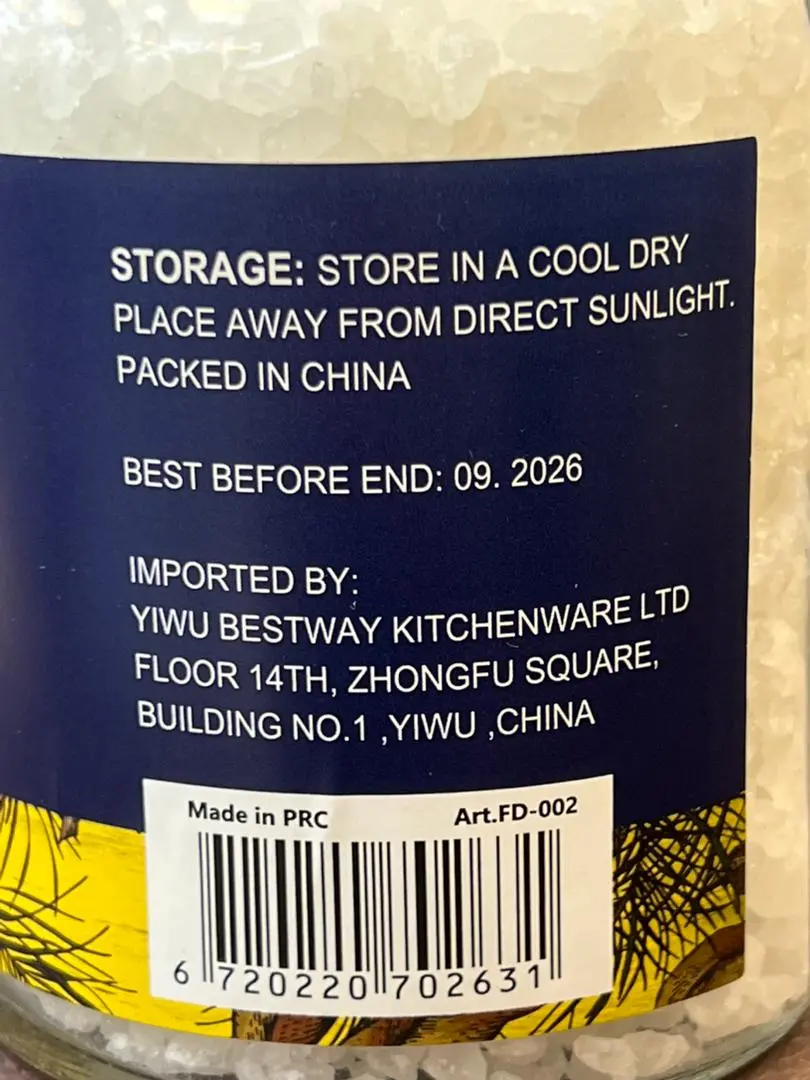 STORAGE: STORE IN A COOL DRY
PLACE AWAY FROM DIRECT SUNLIGHT.
PACKED IN CHINA
BEST BEFORE END: 09. 2026
IMPORTED BY:
YIWU BESTWAY KITCHENWARE LTD
FLOOR 14TH, ZHONGFU SQUARE,
BUILDING NO.1 ,YIWU ,CHINA
Made in PRC Art.FD-002
6 720220 702631